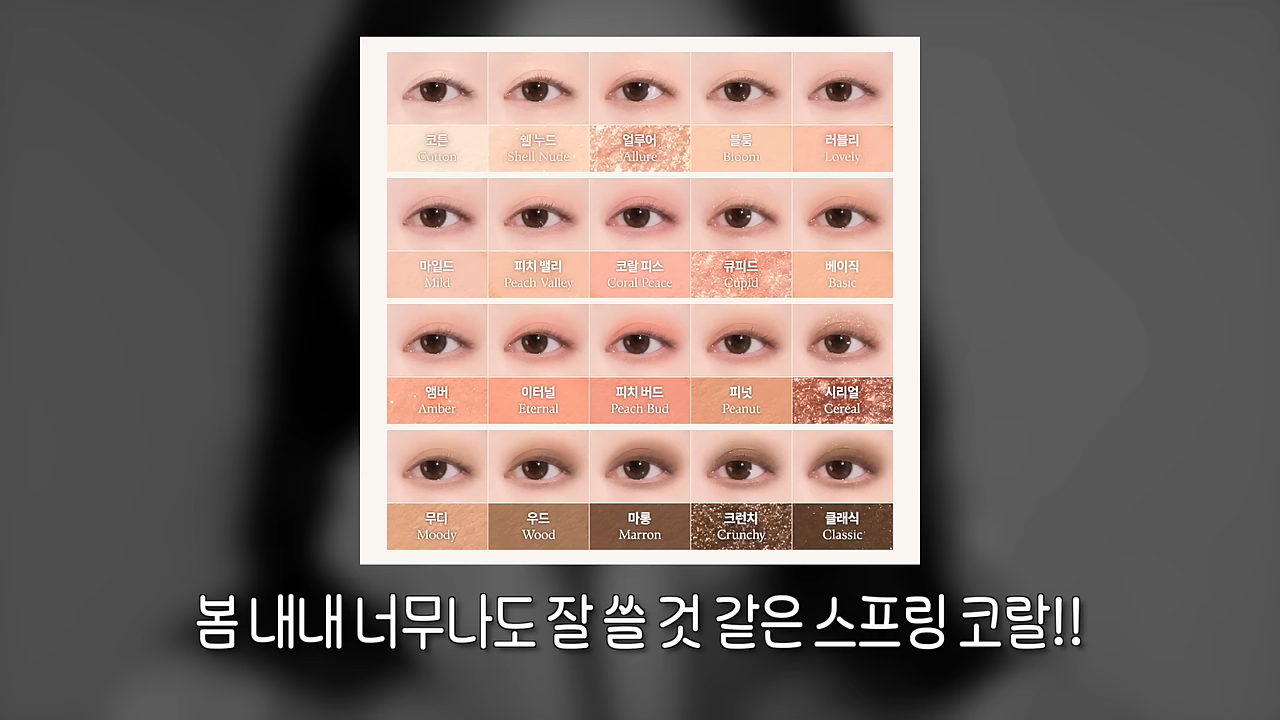 코튼
Cotton
쉘 누드
Shell Nude
얼루어
Allure
블룸
Bloom
러블리
Lovely
마일드
Mild
피치 밸리
Peach Valley
코랄 피스
Coral Peace
큐피드
Cupid
베이직
Basic
앰버
Amber
이터널
Eternal
피치 버드
Peach Bud
피넛
Peanut
시리얼
Cereal
무디
Moody
우드
Wood
마롱
Marron
크런치
Crunchy
클래식
Classic
봄 내내 너무나도 잘 쓸 것 같은 스프링 코랄!!